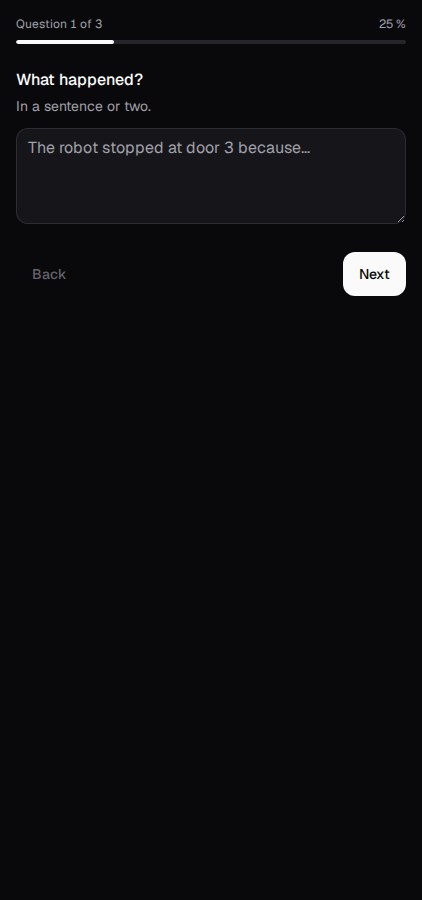 Question 1 of 3
25 %
What happened?
In a sentence or two.
The robot stopped at door 3 because...
Back
Next